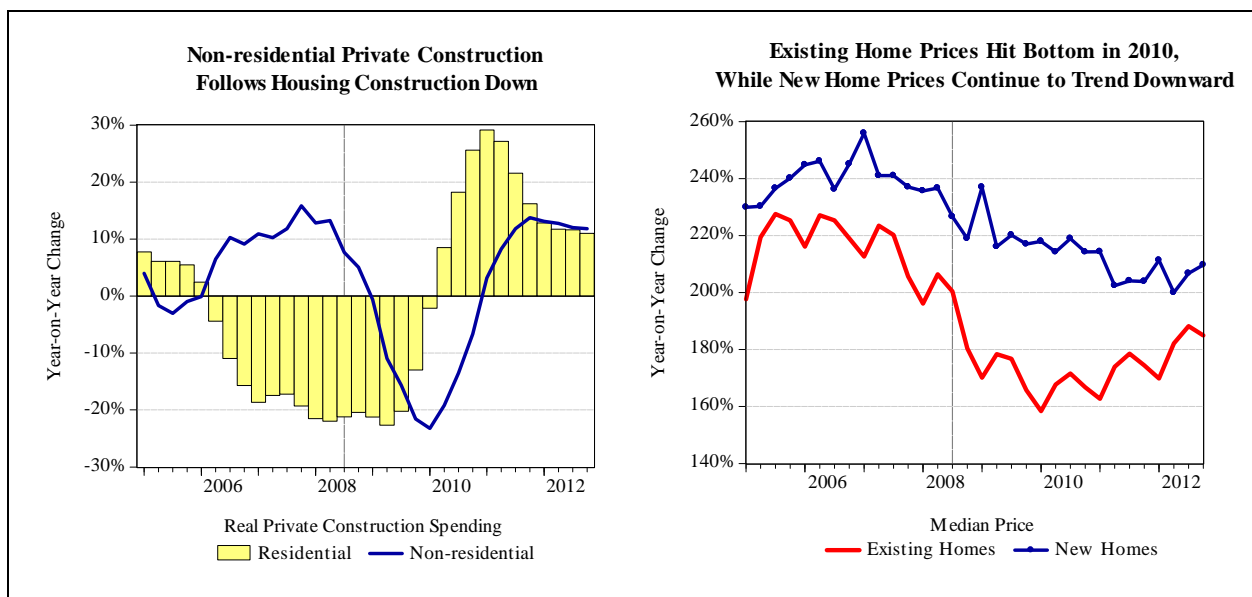 Non-residential Private Construction
Follows Housing Construction Down
30%
20%
10%
0%
-10%
-20%
-30%
Year-on-Year Change
2006 2008 2010 2012
Real Private Construction Spending
Residential Non-residential
Existing Home Prices Hit Bottom in 2010,
While New Home Prices Continue to Trend Downward
260%
240%
220%
200%
180%
160%
140%
Year-on-Year Change
2006 2008 2010 2012
Median Price
Existing Homes New Homes